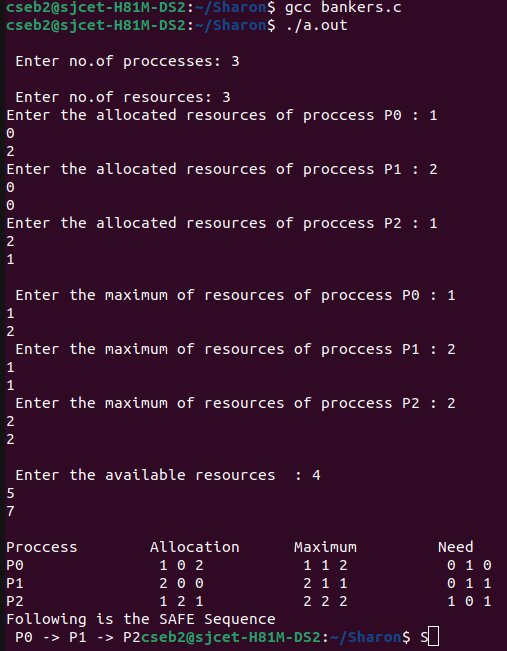 cseb2@sjcet-H81M-DS2:~/Sharon$ gcc bankers.c
cseb2@sjcet-H81M-DS2:~/Sharon$ ./a.out
Enter no.of proccesses: 3
Enter no.of resources: 3
Enter the allocated resources of proccess P0 : 1
0
2
Enter the allocated resources of proccess P1 : 2
0
0
Enter the allocated resources of proccess P2 : 1
2
1
Enter the maximum of resources of proccess P0 : 1
1
2
Enter the maximum of resources of proccess P1 : 2
1
1
Enter the maximum of resources of proccess P2 : 2
2
2
Enter the available resources  : 4
5
7
Proccess        Allocation      Maximum         Need
P0               1 0 2           1 1 2           0 1 0
P1               2 0 0           2 1 1           0 1 1
P2               1 2 1           2 2 2           1 0 1
Following is the SAFE Sequence
P0 -> P1 -> P2cseb2@sjcet-H81M-DS2:~/Sharon$ S